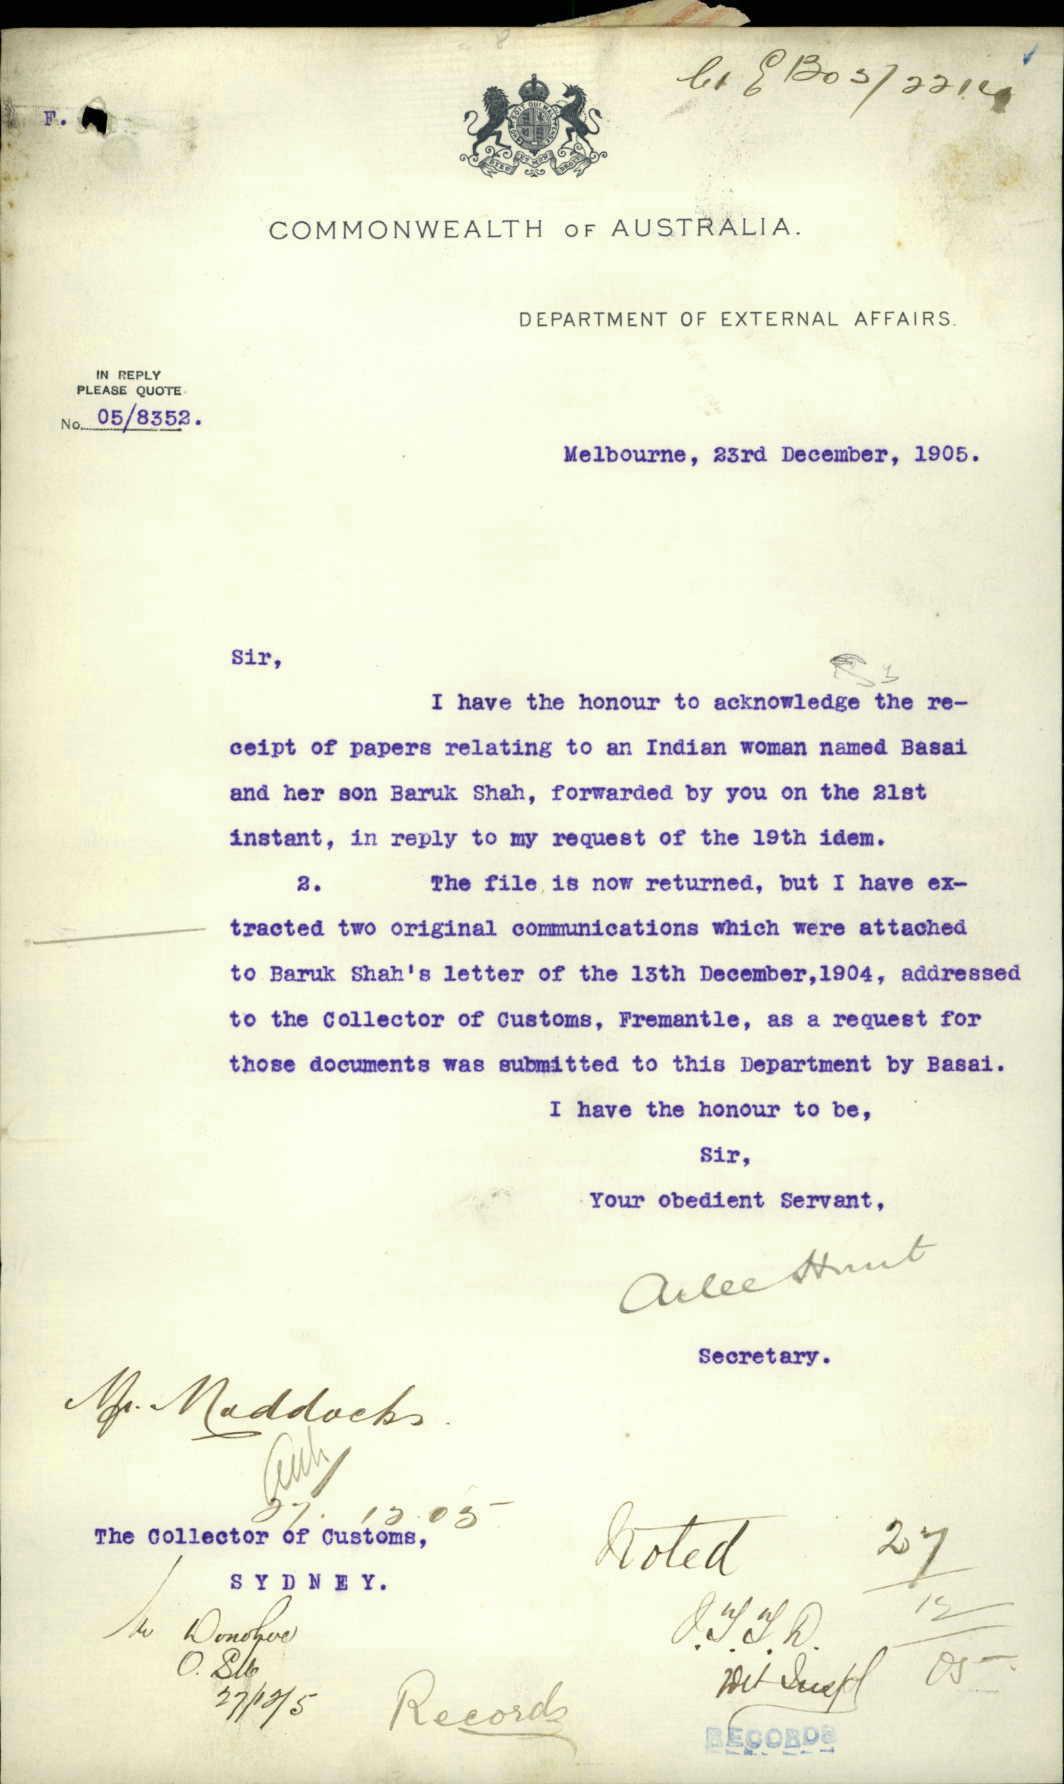 F.
COMMONWEALTH OF AUSTRALIA.
DEPARTMENT OF EXTERNAL AFFAIRS.
IN REPLY
PLEASE QUOTE
No. 05/8352.
Melbourne, 23rd December, 1905.
Sir,
I have the honour to acknowledge the re-
ceipt of papers relating to an Indian woman named Basai
and her son Baruk Shah, forwarded by you on the 21st
instant, in reply to my request of the 19th idem.
2. The file is now returned, but I have ex-
tracted two original communications which were attached
to Baruk Shah's letter of the 13th December,1904, addressed
to the Collector of Customs, Fremantle, as a request for
those documents was submitted to this Department by Basai.
I have the honour to be,
Sir,
Your obedient Servant,
Atlee Hunt
Secretary.
Mr. Maddocks.
27. 12. 05
The Collector of Customs,
SYDNEY.
Noted 27/12/05
Mr Donohoe
27/12/5
Records
RECORDS